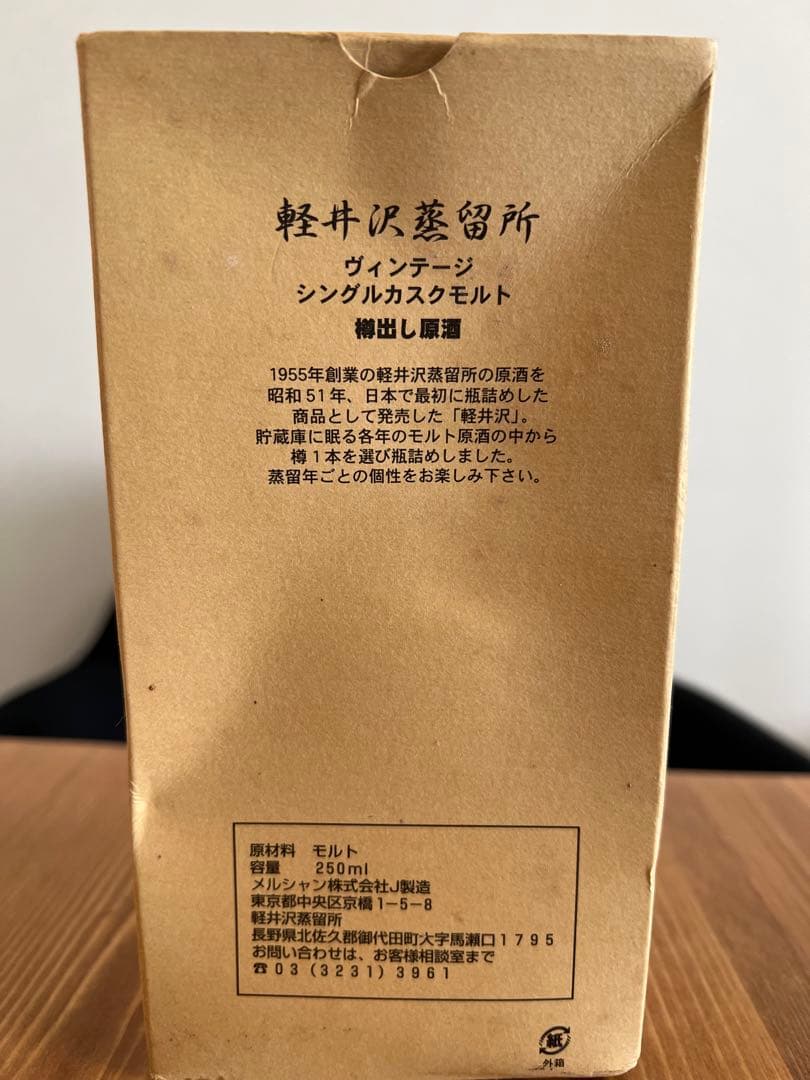 軽井沢蒸留所
ヴィンテージ
シングルカスクモルト
樽出し原酒
1955年創業の軽井沢蒸留所の原酒を
昭和51年、日本で最初に瓶詰めした
商品として発売した「軽井沢」。
貯蔵庫に眠る各年のモルト原酒の中から
樽1本を選び瓶詰めしました。
蒸留年ごとの個性をお楽しみ下さい。
原材料 モルト
容量 250ml
メルシャン株式会社J製造
東京都中央区京橋1-5-8
軽井沢蒸留所
長野県北佐久郡御代田町大字馬瀬口1795
お問い合わせは、お客様相談室まで
☎03(3231)3961
紙
外箱